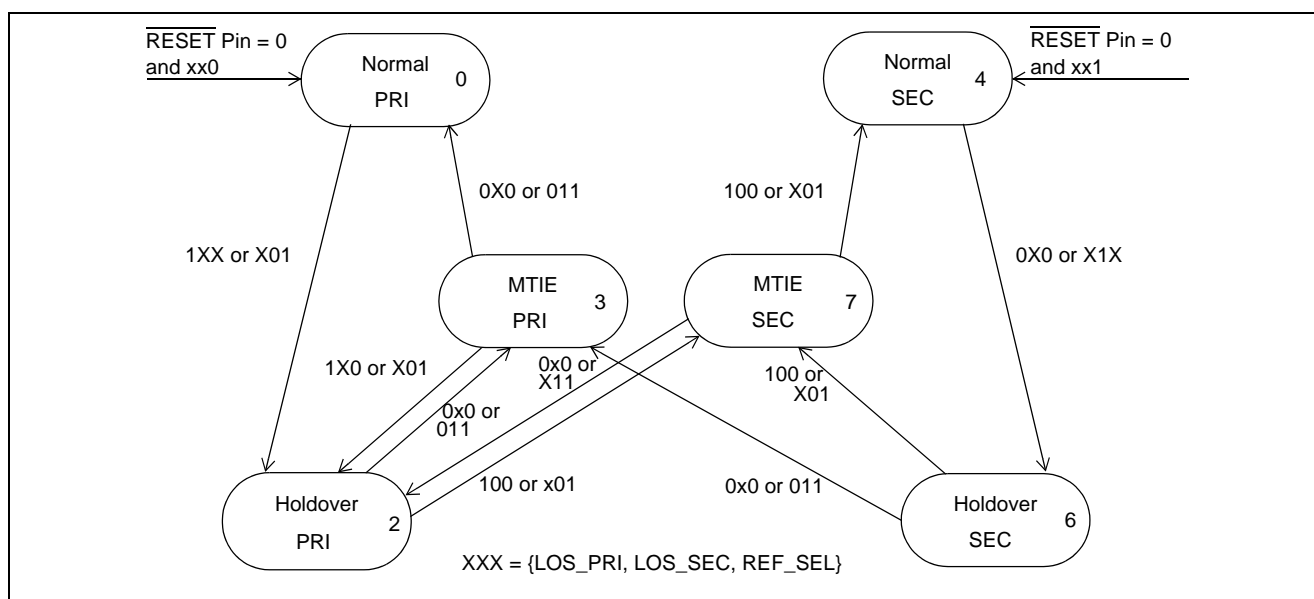 RESET Pin = 0
and xx0
Normal
PRI
0
Normal
SEC
4
RESET Pin = 0
and xx1
0X0 or 011
100 or X01
1XX or X01
0X0 or X1X
MTIE
PRI
3
MTIE
SEC
7
1X0 or X01
0x0 or
011
0x0 or
X11
100 or
X01
100 or x01
0x0 or 011
Holdover
PRI
2
Holdover
SEC
6
XXX = {LOS_PRI, LOS_SEC, REF_SEL}